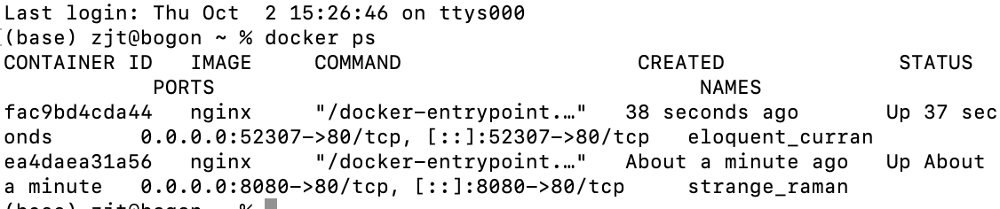 Last login: Thu Oct  2 15:26:46 on ttys000
(base) zjt@bogon ~ % docker ps
CONTAINER ID   IMAGE     COMMAND                   CREATED              STATUS
            PORTS                                       NAMES
fac9bd4cda44   nginx     "/docker-entrypoint.…"   38 seconds ago       Up 37 sec
onds       0.0.0.0:52307->80/tcp, [::]:52307->80/tcp   eloquent_curran
ea4daea31a56   nginx     "/docker-entrypoint.…"   About a minute ago   Up About
a minute   0.0.0.0:8080->80/tcp, [::]:8080->80/tcp     strange_raman
(base) zjt@bogon ~ %